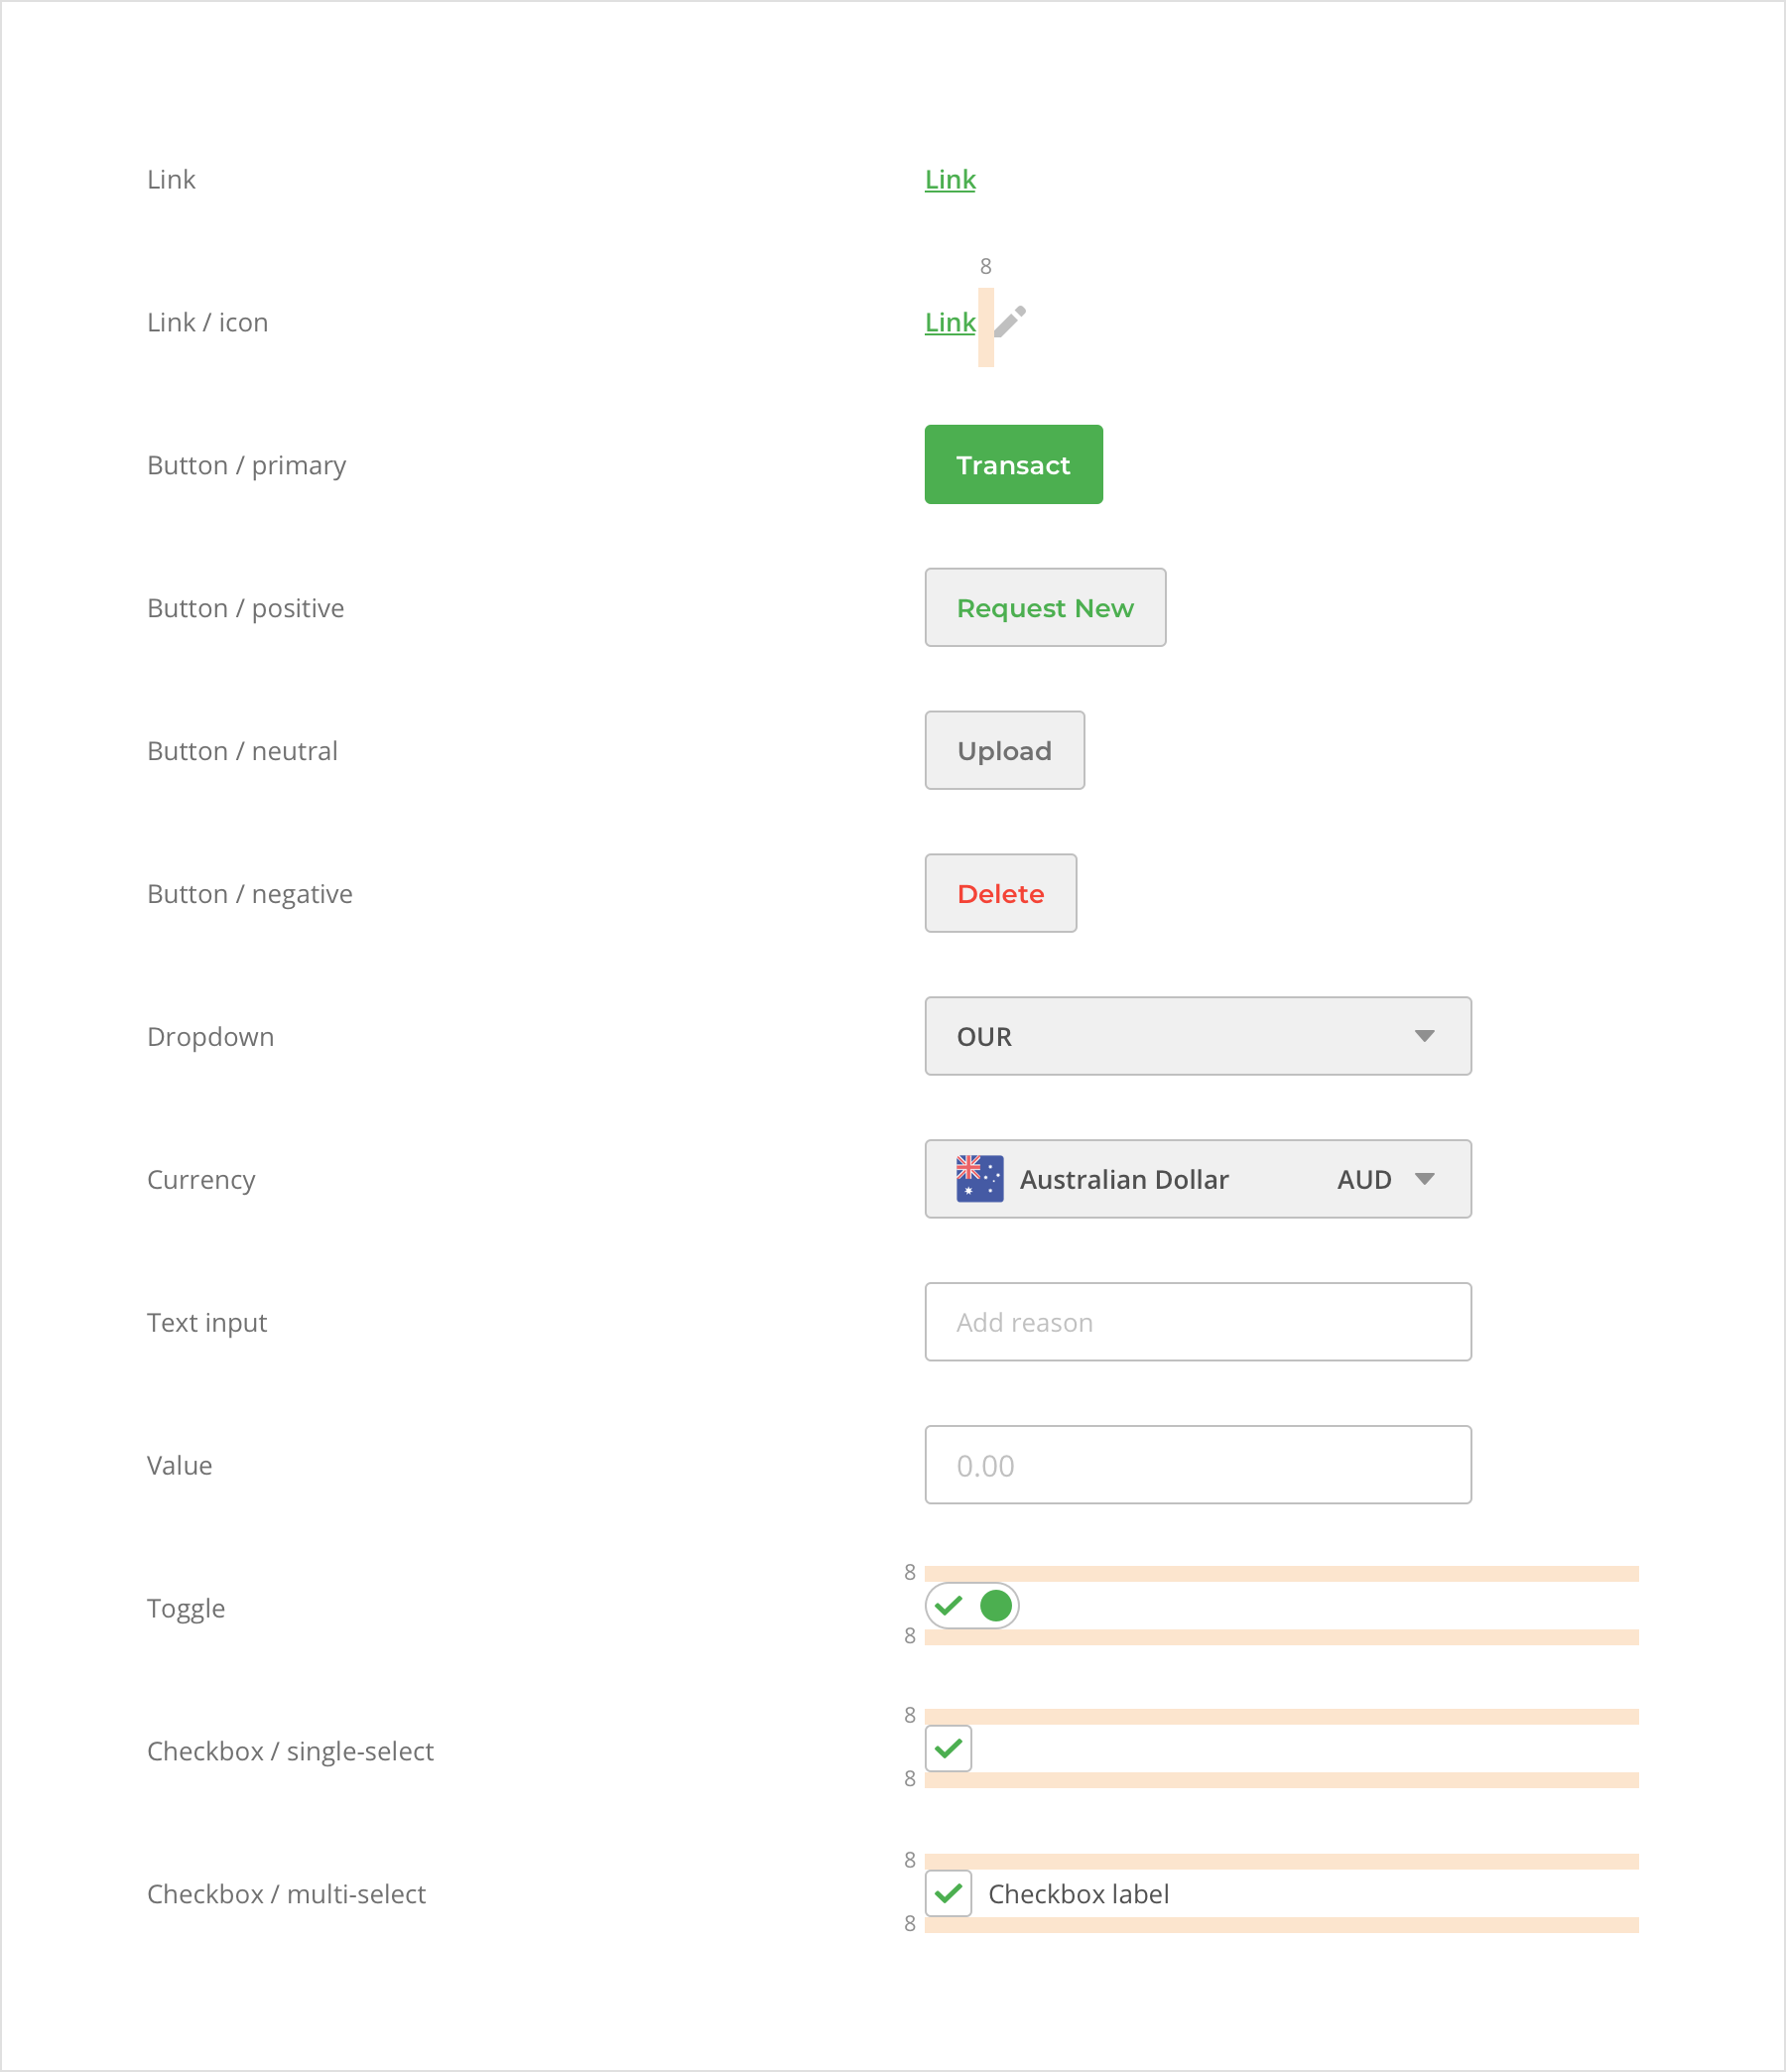 Link
Link
8
Link / icon
Link
Button / primary
Transact
Button / positive
Request New
Button / neutral
Upload
Button / negative
Delete
Dropdown
OUR
Currency
Australian Dollar
AUD
Text input
Add reason
Value
0.00
8
Toggle
8
8
Checkbox / single-select
8
8
Checkbox / multi-select
Checkbox label
8